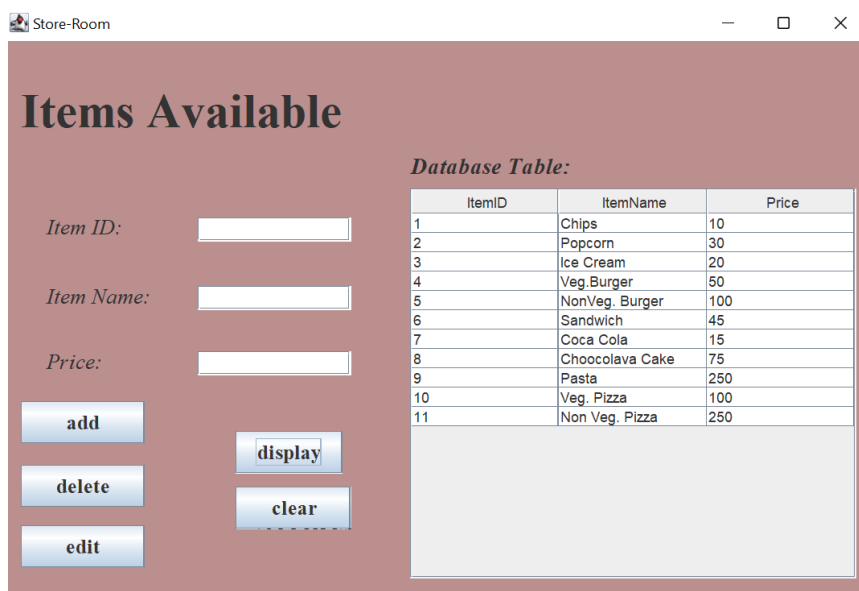 Store-Room
Items Available
Database Table:
ItemID ItemName Price
1 Chips 10
2 Popcorn 30
3 Ice Cream 20
4 Veg.Burger 50
5 NonVeg. Burger 100
6 Sandwich 45
7 Coca Cola 15
8 Choocolava Cake 75
9 Pasta 250
10 Veg. Pizza 100
11 Non Veg. Pizza 250
Item ID:
Item Name:
Price:
add
display
delete
clear
edit